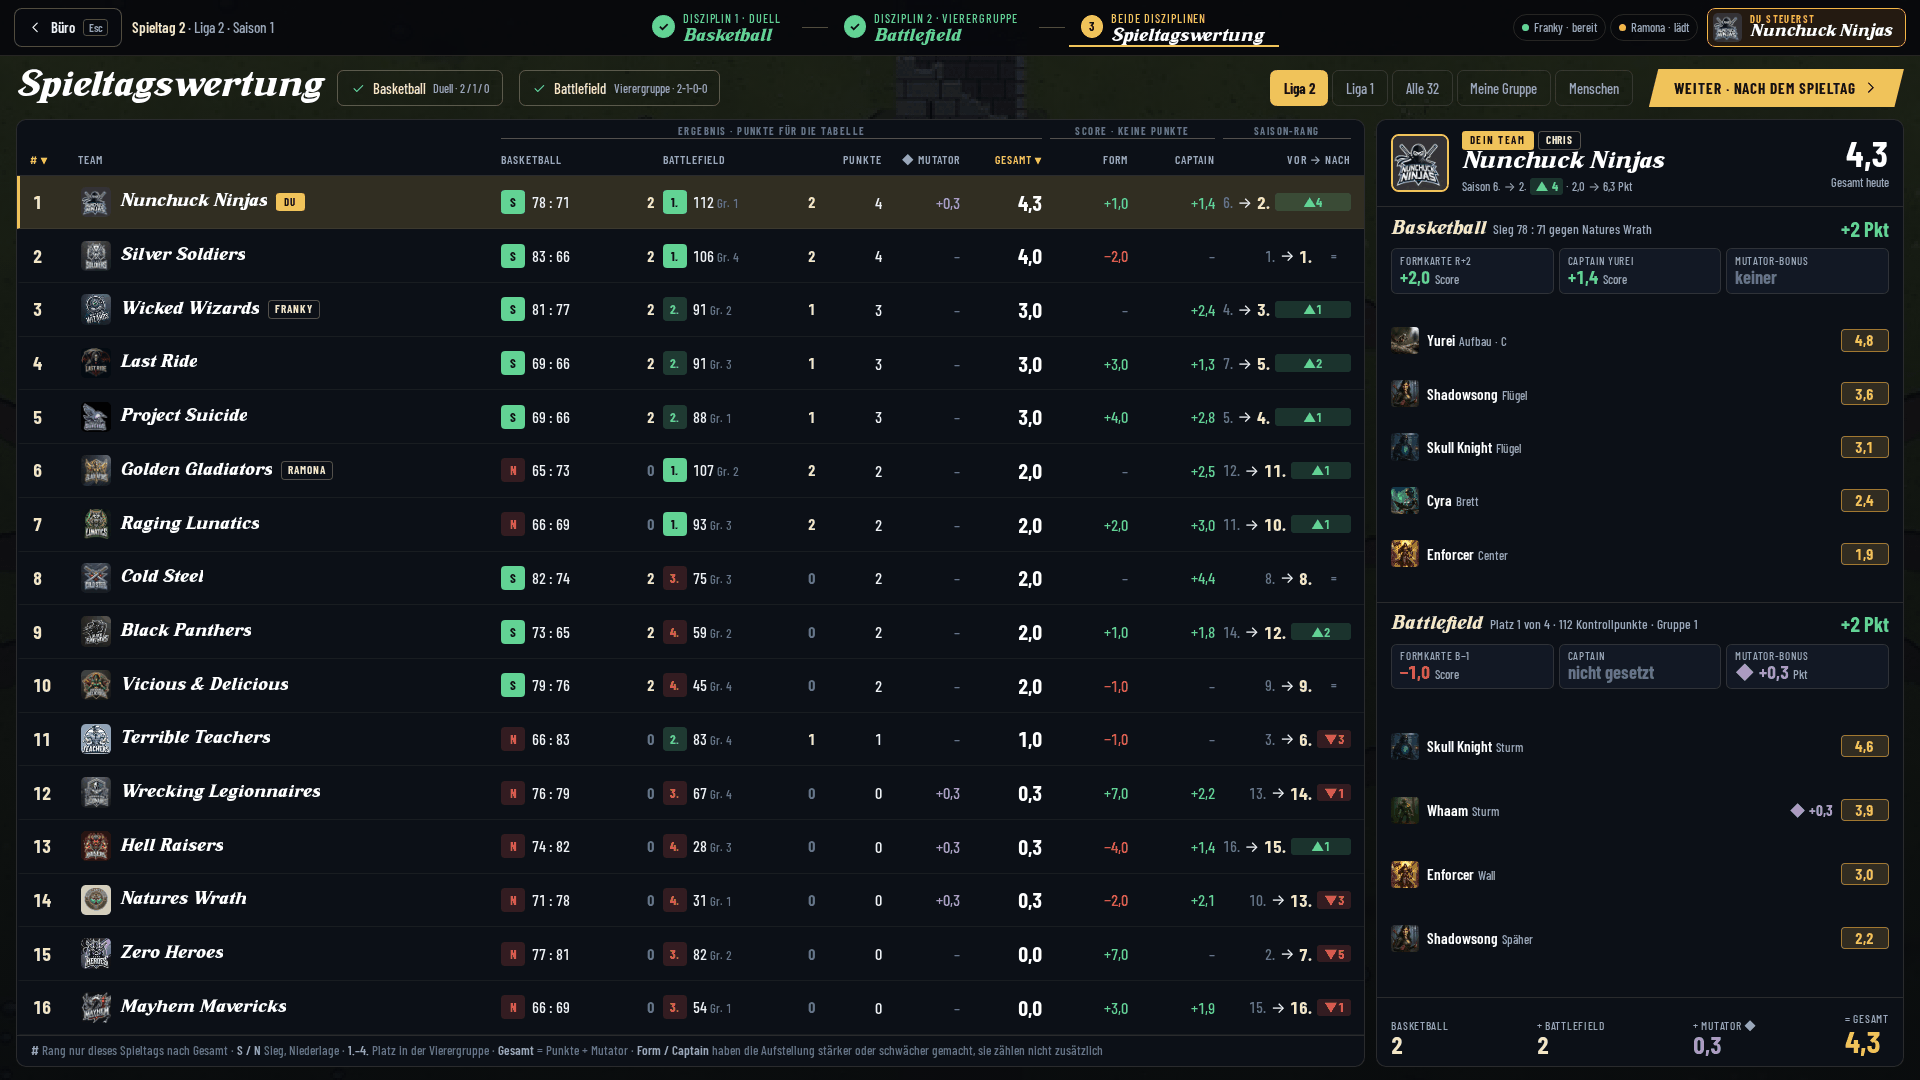 Büro Esc Spieltag 2 · Liga 2 · Saison 1
DISZIPLIN 1 · DUELL
Basketball
DISZIPLIN 2 · VIERERGRUPPE
Battlefield
3 BEIDE DISZIPLINEN
Spieltagswertung
Franky · bereit
Ramona · lädt
DU STEUERST
Nunchuck Ninjas
Spieltagswertung
Basketball Duell · 2 / 1 / 0
Battlefield Vierergruppe · 2-1-0-0
Liga 2
Liga 1
Alle 32
Meine Gruppe
Menschen
WEITER · NACH DEM SPIELTAG
ERGEBNIS · PUNKTE FÜR DIE TABELLE
SCORE · KEINE PUNKTE
SAISON-RANG
# ▼ TEAM BASKETBALL BATTLEFIELD PUNKTE ◆ MUTATOR GESAMT ▼ FORM CAPTAIN VOR → NACH
1 Nunchuck Ninjas DU S 78 : 71 2 1. 112 Gr. 1 2 4 +0,3 4,3 +1,0 +1,4 6. → 2. ▲4
2 Silver Soldiers S 83 : 66 2 1. 106 Gr. 4 2 4 – 4,0 −2,0 – 1. → 1. =
3 Wicked Wizards FRANKY S 81 : 77 2 2. 91 Gr. 2 1 3 – 3,0 – +2,4 4. → 3. ▲1
4 Last Ride S 69 : 66 2 2. 91 Gr. 3 1 3 – 3,0 +3,0 +1,3 7. → 5. ▲2
5 Project Suicide S 69 : 66 2 2. 88 Gr. 1 1 3 – 3,0 +4,0 +2,8 5. → 4. ▲1
6 Golden Gladiators RAMONA N 65 : 73 0 1. 107 Gr. 2 2 2 – 2,0 – +2,5 12. → 11. ▲1
7 Raging Lunatics N 66 : 69 0 1. 93 Gr. 3 2 2 – 2,0 +2,0 +3,0 11. → 10. ▲1
8 Cold Steel S 82 : 74 2 3. 75 Gr. 3 0 2 – 2,0 – +4,4 8. → 8. =
9 Black Panthers S 73 : 65 2 4. 59 Gr. 2 0 2 – 2,0 +1,0 +1,8 14. → 12. ▲2
10 Vicious & Delicious S 79 : 76 2 4. 45 Gr. 4 0 2 – 2,0 −1,0 – 9. → 9. =
11 Terrible Teachers N 66 : 83 0 2. 83 Gr. 4 1 1 – 1,0 −1,0 – 3. → 6. ▼3
12 Wrecking Legionnaires N 76 : 79 0 3. 67 Gr. 4 0 0 +0,3 0,3 +7,0 +2,2 13. → 14. ▼1
13 Hell Raisers N 74 : 82 0 4. 28 Gr. 3 0 0 +0,3 0,3 −4,0 +1,4 16. → 15. ▲1
14 Natures Wrath N 71 : 78 0 4. 31 Gr. 1 0 0 +0,3 0,3 −2,0 +2,1 10. → 13. ▼3
15 Zero Heroes N 77 : 81 0 3. 82 Gr. 2 0 0 – 0,0 +7,0 – 2. → 7. ▼5
16 Mayhem Mavericks N 66 : 69 0 3. 54 Gr. 1 0 0 – 0,0 +3,0 +1,9 15. → 16. ▼1
# Rang nur dieses Spieltags nach Gesamt · S / N Sieg, Niederlage · 1.–4. Platz in der Vierergruppe · Gesamt = Punkte + Mutator · Form / Captain haben die Aufstellung stärker oder schwächer gemacht, sie zählen nicht zusätzlich
DEIN TEAM CHRIS
Nunchuck Ninjas
Saison 6. → 2. ▲ 4 · 2,0 → 6,3 Pkt
4,3
Gesamt heute
Basketball Sieg 78 : 71 gegen Natures Wrath +2 Pkt
FORMKARTE R+2
+2,0 Score
CAPTAIN YUREI
+1,4 Score
MUTATOR-BONUS
keiner
Yurei Aufbau · C 4,8
Shadowsong Flügel 3,6
Skull Knight Flügel 3,1
Cyra Brett 2,4
Enforcer Center 1,9
Battlefield Platz 1 von 4 · 112 Kontrollpunkte · Gruppe 1 +2 Pkt
FORMKARTE B−1
−1,0 Score
CAPTAIN
nicht gesetzt
MUTATOR-BONUS
◆ +0,3 Pkt
Skull Knight Sturm 4,6
Whaam Sturm ◆ +0,3 3,9
Enforcer Wall 3,0
Shadowsong Späher 2,2
BASKETBALL
2
+ BATTLEFIELD
2
+ MUTATOR ◆
0,3
= GESAMT
4,3